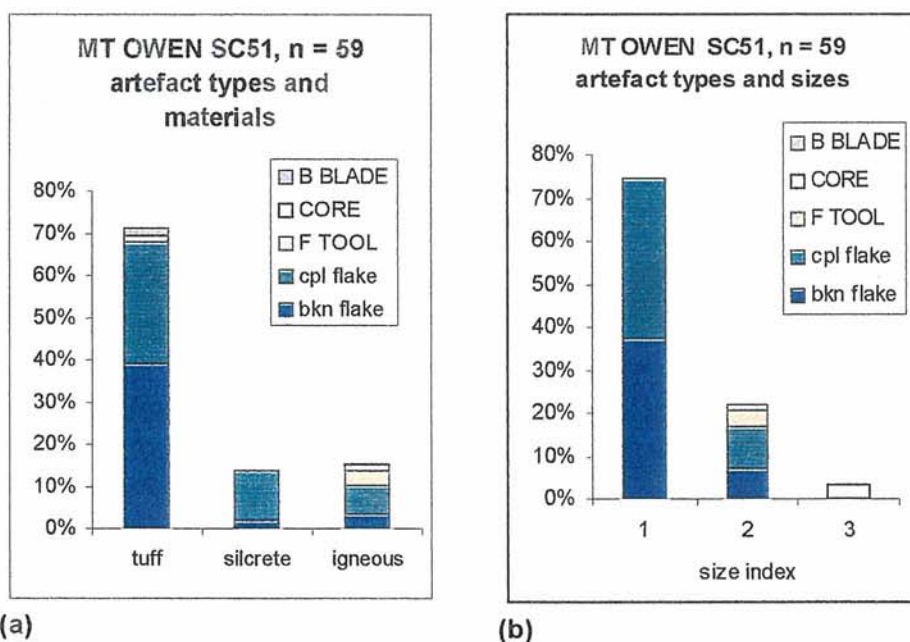 MT OWEN SC51, n = 59
artefact types and
materials
B BLADE
CORE
F TOOL
cpl flake
bkn flake
80%
70%
60%
50%
40%
30%
20%
10%
0%
tuff silcrete igneous
(a)
MT OWEN SC51, n = 59
artefact types and sizes
B BLADE
CORE
F TOOL
cpl flake
bkn flake
80%
70%
60%
50%
40%
30%
20%
10%
0%
1 2 3
size index
(b)